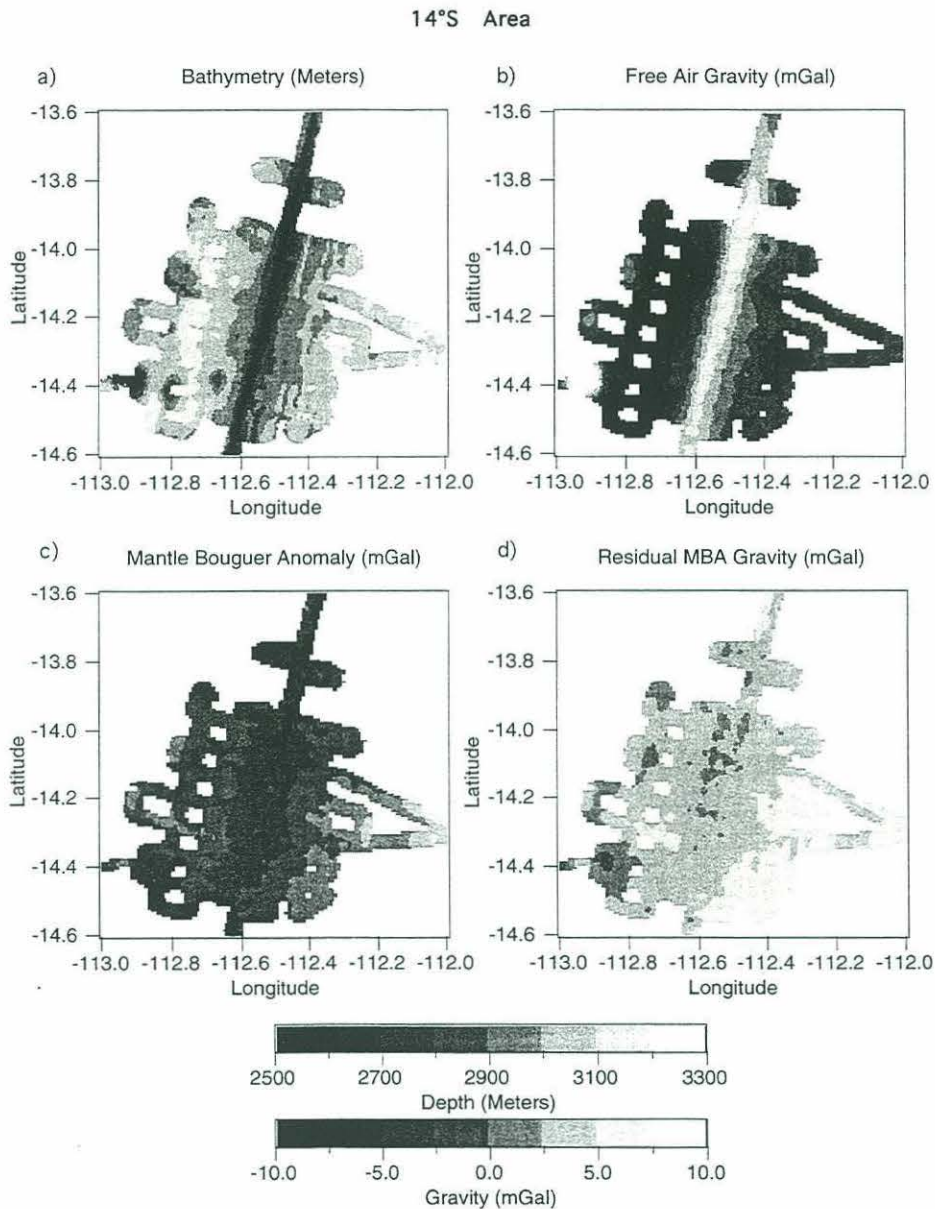 14°S Area
a) Bathymetry (Meters)
-13.6
-13.8
-14.0
-14.2
-14.4
-14.6
Latitude
-113.0 -112.8 -112.6 -112.4 -112.2 -112.0
Longitude
b) Free Air Gravity (mGal)
-13.6
-13.8
-14.0
-14.2
-14.4
-14.6
Latitude
-113.0 -112.8 -112.6 -112.4 -112.2 -112.0
Longitude
c) Mantle Bouguer Anomaly (mGal)
-13.6
-13.8
-14.0
-14.2
-14.4
-14.6
Latitude
-113.0 -112.8 -112.6 -112.4 -112.2 -112.0
Longitude
d) Residual MBA Gravity (mGal)
-13.6
-13.8
-14.0
-14.2
-14.4
-14.6
Latitude
-113.0 -112.8 -112.6 -112.4 -112.2 -112.0
Longitude
2500 2700 2900 3100 3300
Depth (Meters)
-10.0 -5.0 0.0 5.0 10.0
Gravity (mGal)